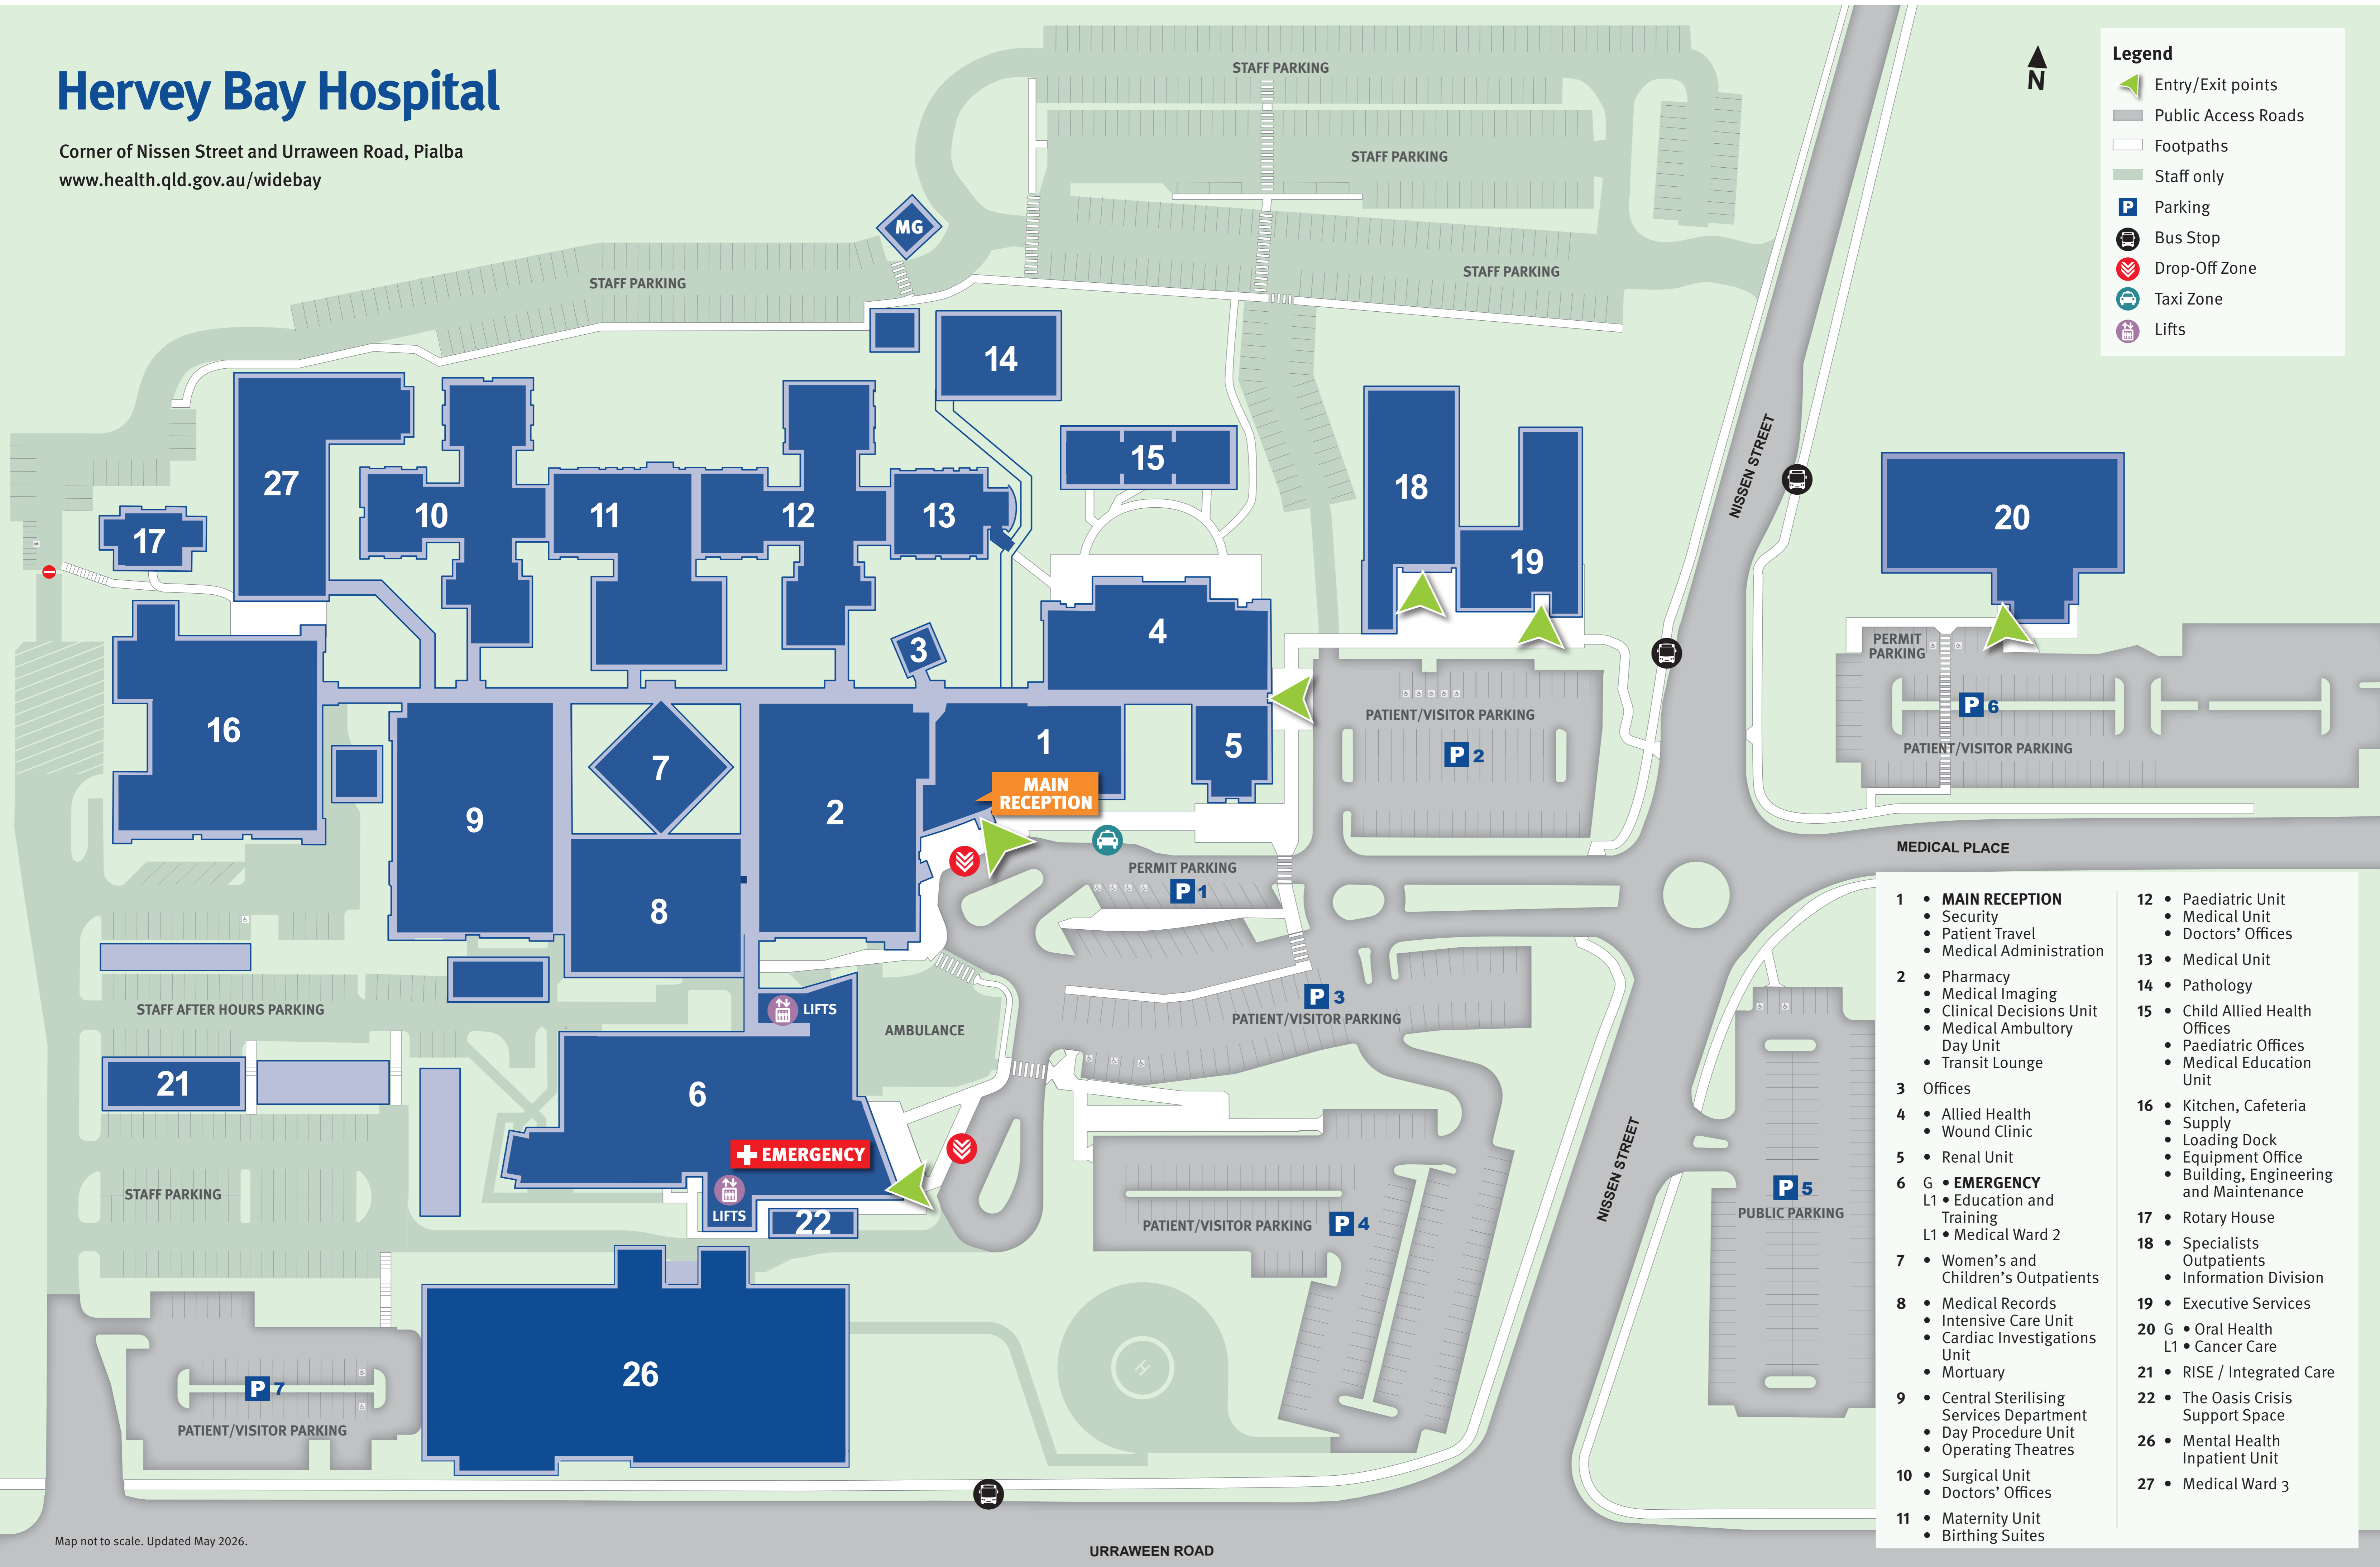 Hervey Bay Hospital
Corner of Nissen Street and Urraween Road, Pialba
www.health.qld.gov.au/widebay
N
Legend
Entry/Exit points
Public Access Roads
Footpaths
Staff only
P Parking
Bus Stop
Drop-Off Zone
Taxi Zone
Lifts
STAFF PARKING
STAFF PARKING
STAFF PARKING
STAFF PARKING
MG
14
15
27
10
11
12
13
17
18
19
20
NISSEN STREET
3
4
16
9
7
2
1
5
MAIN
RECEPTION
8
PATIENT/VISITOR PARKING
P 2
PERMIT
PARKING
P 6
PATIENT/VISITOR PARKING
MEDICAL PLACE
PERMIT PARKING
P 1
P 3
PATIENT/VISITOR PARKING
STAFF AFTER HOURS PARKING
LIFTS
AMBULANCE
21
6
EMERGENCY
LIFTS
22
STAFF PARKING
PATIENT/VISITOR PARKING P 4
NISSEN STREET
P 5
PUBLIC PARKING
26
H
P 7
PATIENT/VISITOR PARKING
Map not to scale. Updated May 2026.
URRAWEEN ROAD
1 • MAIN RECEPTION
• Security
• Patient Travel
• Medical Administration
2 • Pharmacy
• Medical Imaging
• Clinical Decisions Unit
• Medical Ambultory
Day Unit
• Transit Lounge
3 Offices
4 • Allied Health
• Wound Clinic
5 • Renal Unit
6 G • EMERGENCY
L1 • Education and
Training
L1 • Medical Ward 2
7 • Women's and
Children's Outpatients
8 • Medical Records
• Intensive Care Unit
• Cardiac Investigations
Unit
• Mortuary
9 • Central Sterilising
Services Department
• Day Procedure Unit
• Operating Theatres
10 • Surgical Unit
• Doctors' Offices
11 • Maternity Unit
• Birthing Suites
12 • Paediatric Unit
• Medical Unit
• Doctors' Offices
13 • Medical Unit
14 • Pathology
15 • Child Allied Health
Offices
• Paediatric Offices
• Medical Education
Unit
16 • Kitchen, Cafeteria
• Supply
• Loading Dock
• Equipment Office
• Building, Engineering
and Maintenance
17 • Rotary House
18 • Specialists
Outpatients
• Information Division
19 • Executive Services
20 G • Oral Health
L1 • Cancer Care
21 • RISE / Integrated Care
22 • The Oasis Crisis
Support Space
26 • Mental Health
Inpatient Unit
27 • Medical Ward 3